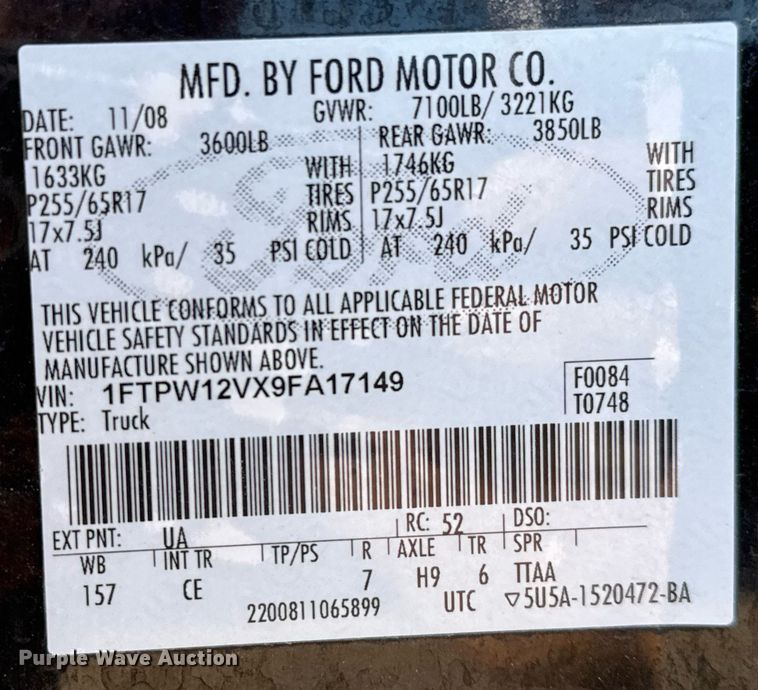 MFD. BY FORD MOTOR CO.
DATE: 11/08 GVWR: 7100LB/ 3221KG
FRONT GAWR: 3600LB REAR GAWR: 3850LB
1633KG WITH 1746KG WITH
P255/65R17 TIRES P255/65R17 TIRES
17x7.5J RIMS 17x7.5J RIMS
AT 240 kPa/ 35 PSI COLD AT 240 kPa/ 35 PSI COLD
Ford
THIS VEHICLE CONFORMS TO ALL APPLICABLE FEDERAL MOTOR
VEHICLE SAFETY STANDARDS IN EFFECT ON THE DATE OF
MANUFACTURE SHOWN ABOVE.
VIN: 1FTPW12VX9FA17149 F0084
TYPE: Truck T0748
EXT PNT: UA RC: 52 DSO:
WB INT TR TP/PS R AXLE TR SPR
157 CE 7 H9 6 TTAA
2200811065899 UTC ▽5U5A-1520472-BA
Purple Wave Auction